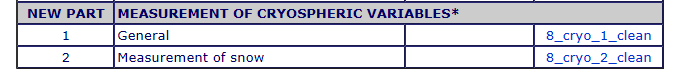 NEW PART MEASUREMENT OF CRYOSPHERIC VARIABLES*
1 General 8_cryo_1_clean
2 Measurement of snow 8_cryo_2_clean